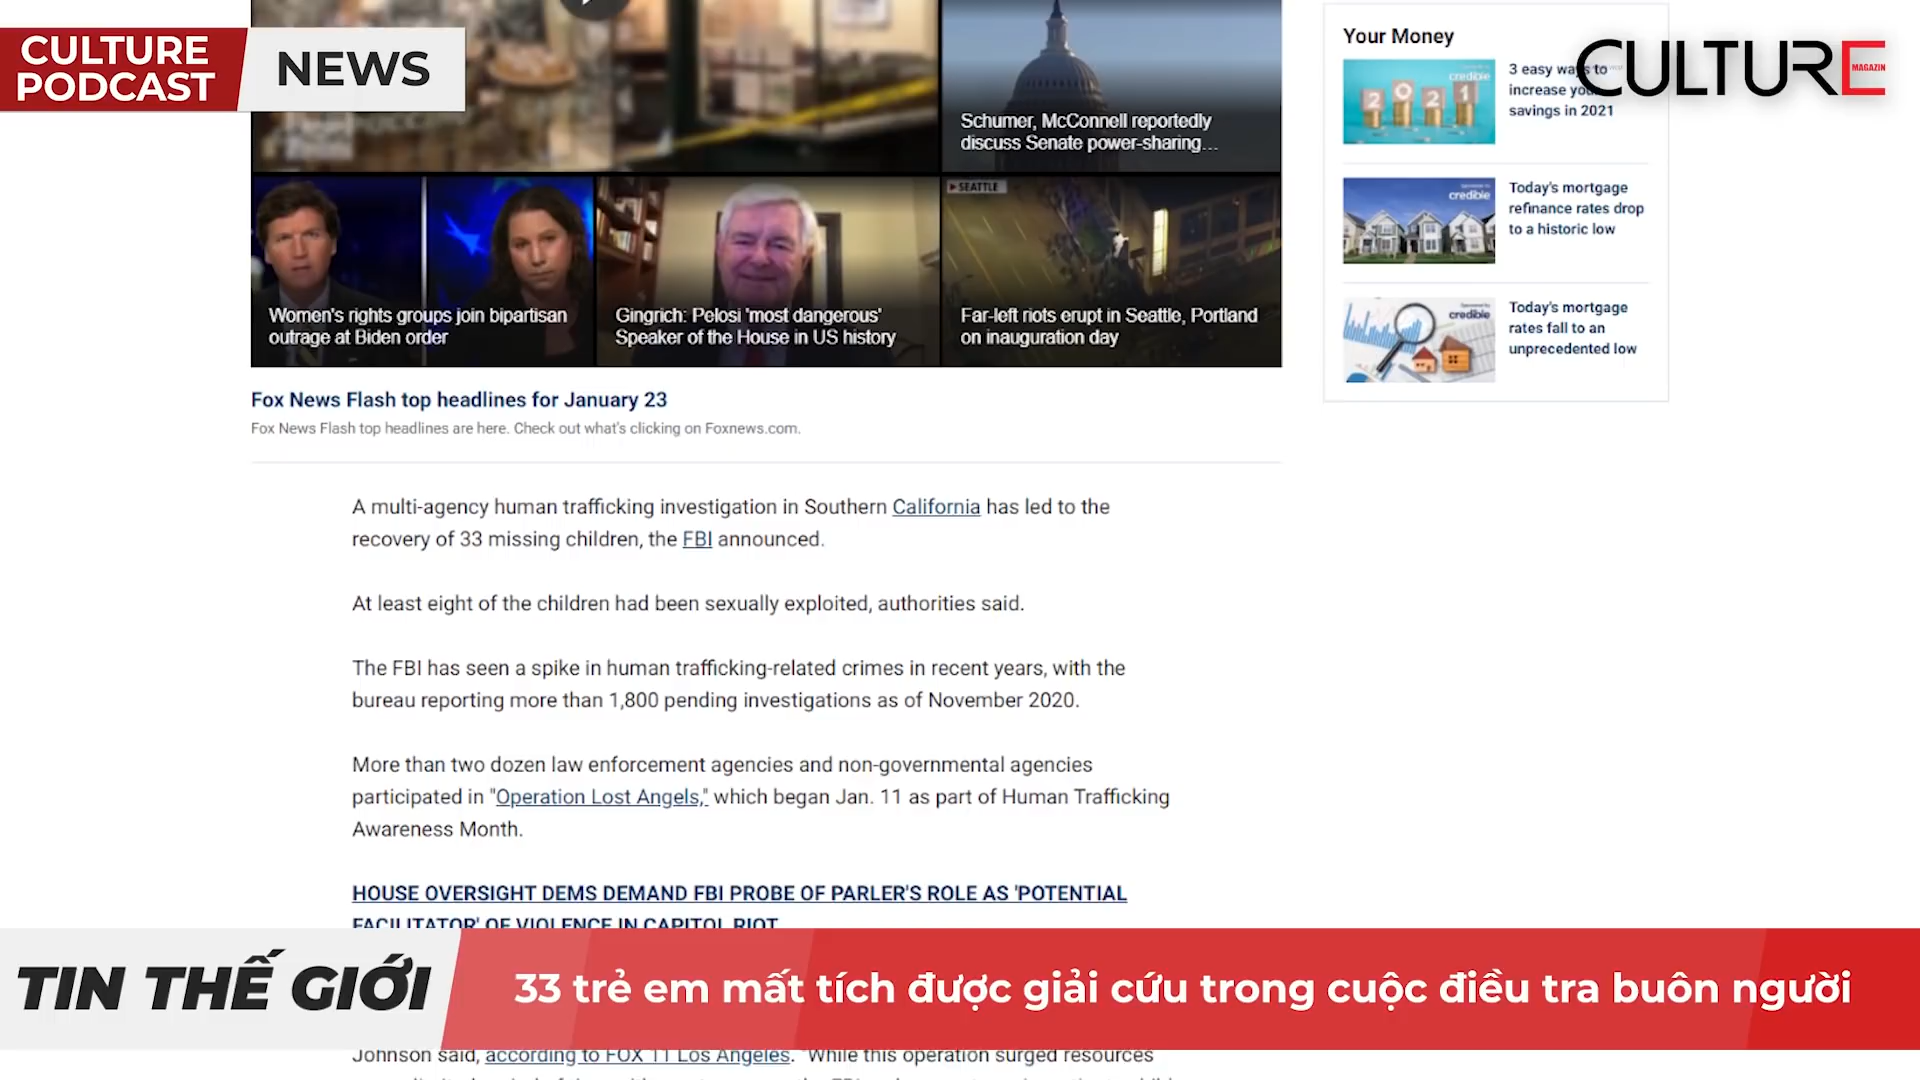 CULTURE
PODCAST
NEWS
Schumer, McConnell reportedly
discuss Senate power-sharing...
Women's rights groups join bipartisan
outrage at Biden order
Gingrich: Pelosi 'most dangerous'
Speaker of the House in US history
SEATTLE
Far-left riots erupt in Seattle, Portland
on inauguration day
Your Money
CULTURE
MAGAZIN
credible
2021
3 easy ways to
increase your
savings in 2021
credible
Today's mortgage
refinance rates drop
to a historic low
credible
Today's mortgage
rates fall to an
unprecedented low
Fox News Flash top headlines for January 23
Fox News Flash top headlines are here. Check out what's clicking on Foxnews.com.
A multi-agency human trafficking investigation in Southern California has led to the
recovery of 33 missing children, the FBI announced.
At least eight of the children had been sexually exploited, authorities said.
The FBI has seen a spike in human trafficking-related crimes in recent years, with the
bureau reporting more than 1,800 pending investigations as of November 2020.
More than two dozen law enforcement agencies and non-governmental agencies
participated in "Operation Lost Angels," which began Jan. 11 as part of Human Trafficking
Awareness Month.
HOUSE OVERSIGHT DEMS DEMAND FBI PROBE OF PARLER'S ROLE AS 'POTENTIAL
FACILITATOR' OF VIOLENCE IN CAPITOL RIOT
TIN THẾ GIỚI
33 trẻ em mất tích được giải cứu trong cuộc điều tra buôn người
Johnson said, according to FOX 11 Los Angeles. "While this operation surged resources